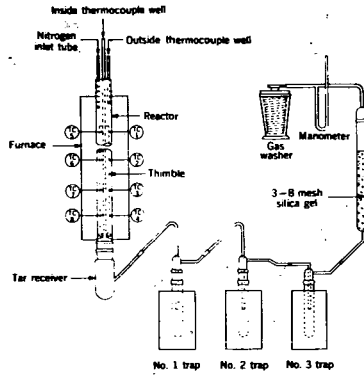 Inside thermocouple well
Nitrogen
inlet tube
Outside thermocouple well
Reactor
Furnace
Thimble
Tar receiver
Gas
washer
Manometer
3-8 mesh
silica gel
No. 1 trap
No. 2 trap
No. 3 trap